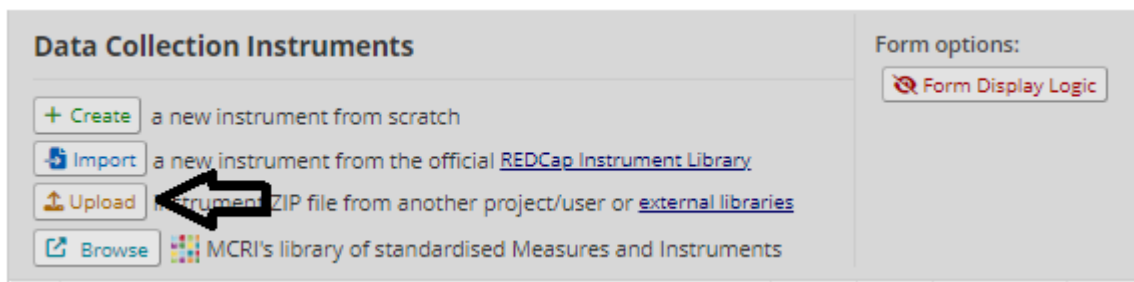 Data Collection Instruments
Form options:
Form Display Logic
+ Create a new instrument from scratch
Import a new instrument from the official REDCap Instrument Library
Upload ZIP file from another project/user or external libraries
Browse MCRI's library of standardised Measures and Instruments